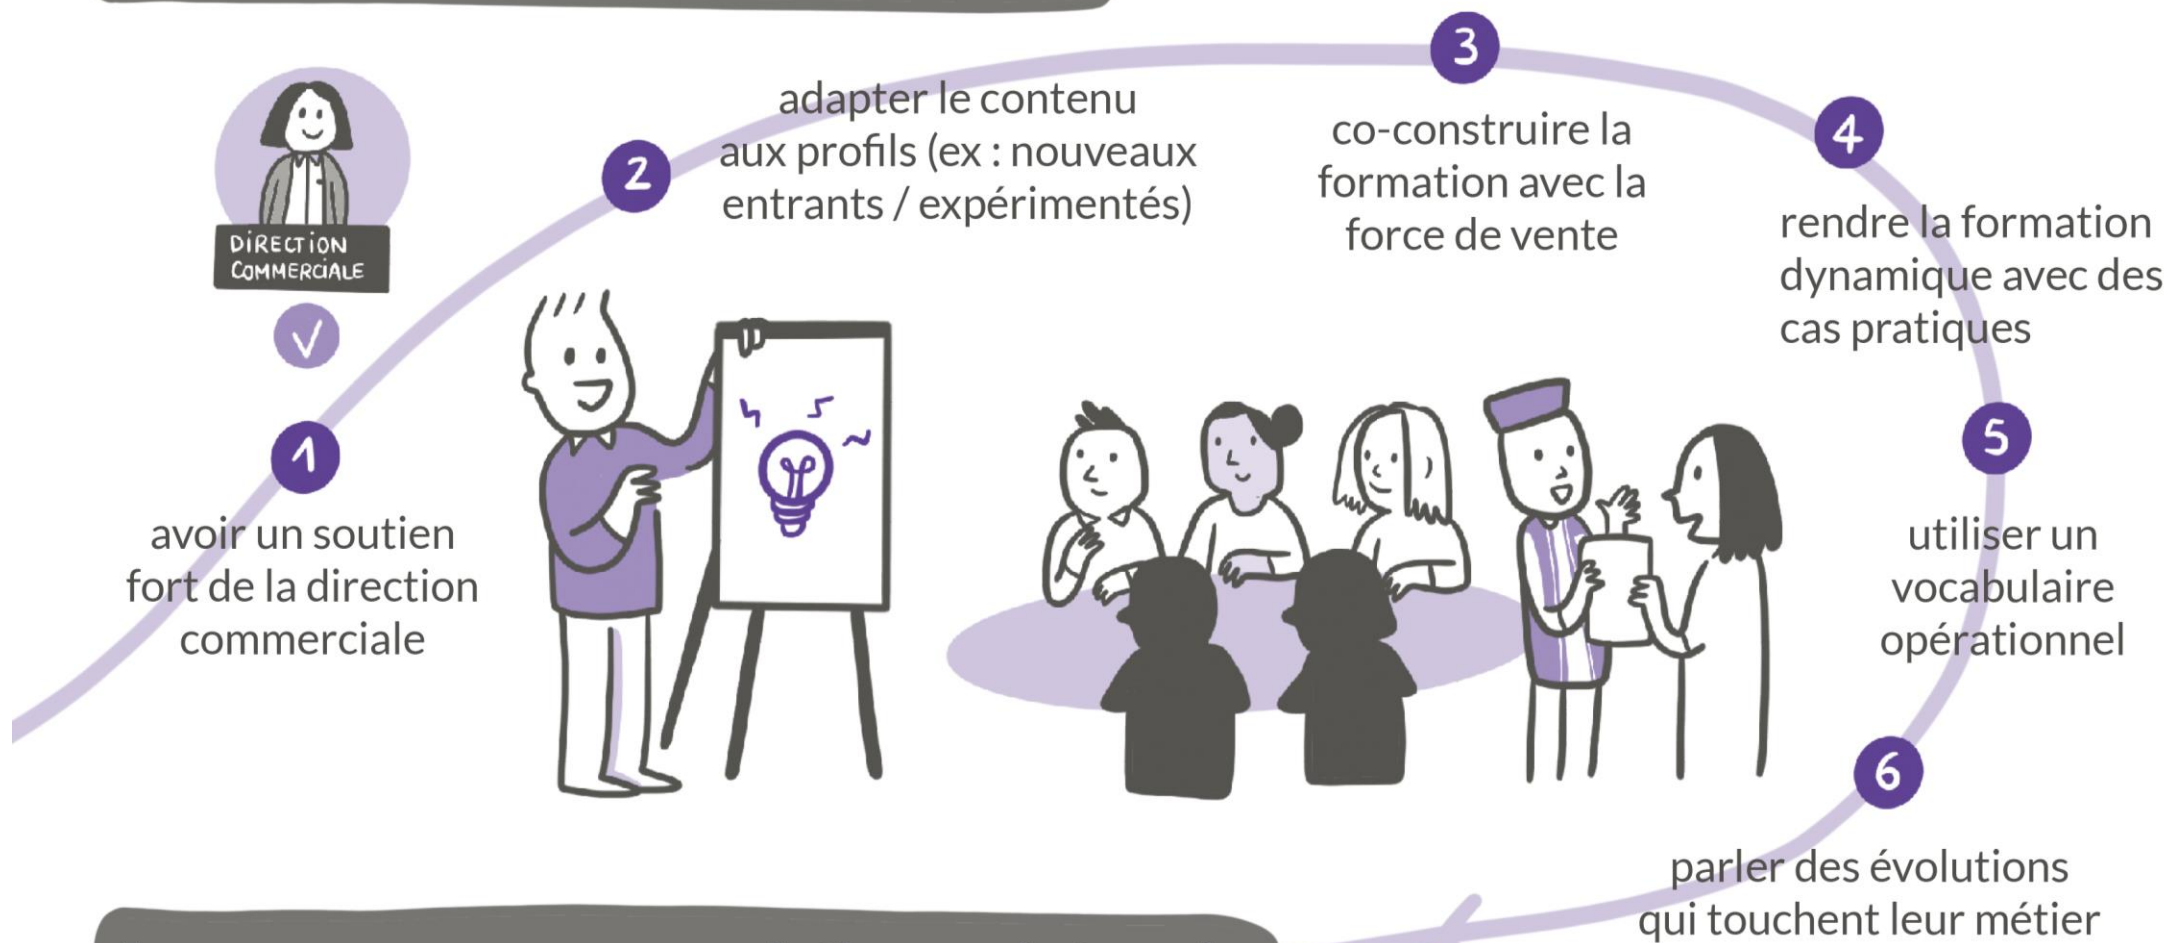 DIRECTION
COMMERCIALE
1
avoir un soutien
fort de la direction
commerciale
2
adapter le contenu
aux profils (ex : nouveaux
entrants / expérimentés)
3
co-construire la
formation avec la
force de vente
4
rendre la formation
dynamique avec des
cas pratiques
5
utiliser un
vocabulaire
opérationnel
6
parler des évolutions
qui touchent leur métier